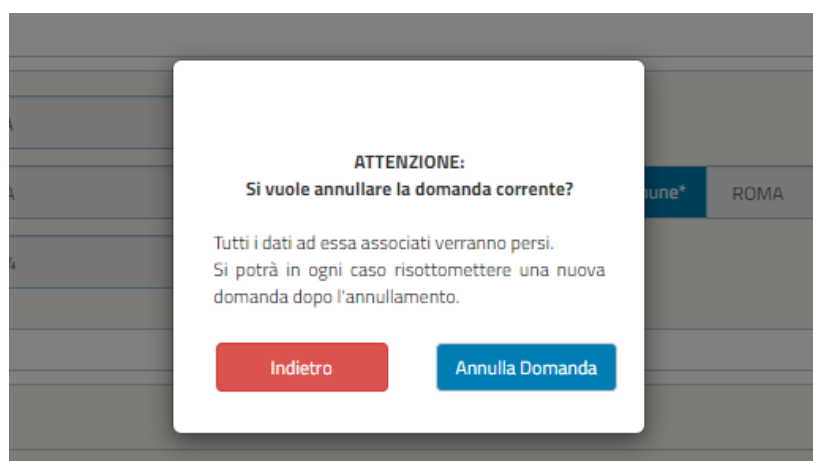 ATTENZIONE:
Si vuole annullare la domanda corrente?
Tutti i dati ad essa associati verranno persi.
Si potrà in ogni caso risottomettere una nuova
domanda dopo l'annullamento.
Indietro
Annulla Domanda
ROMA